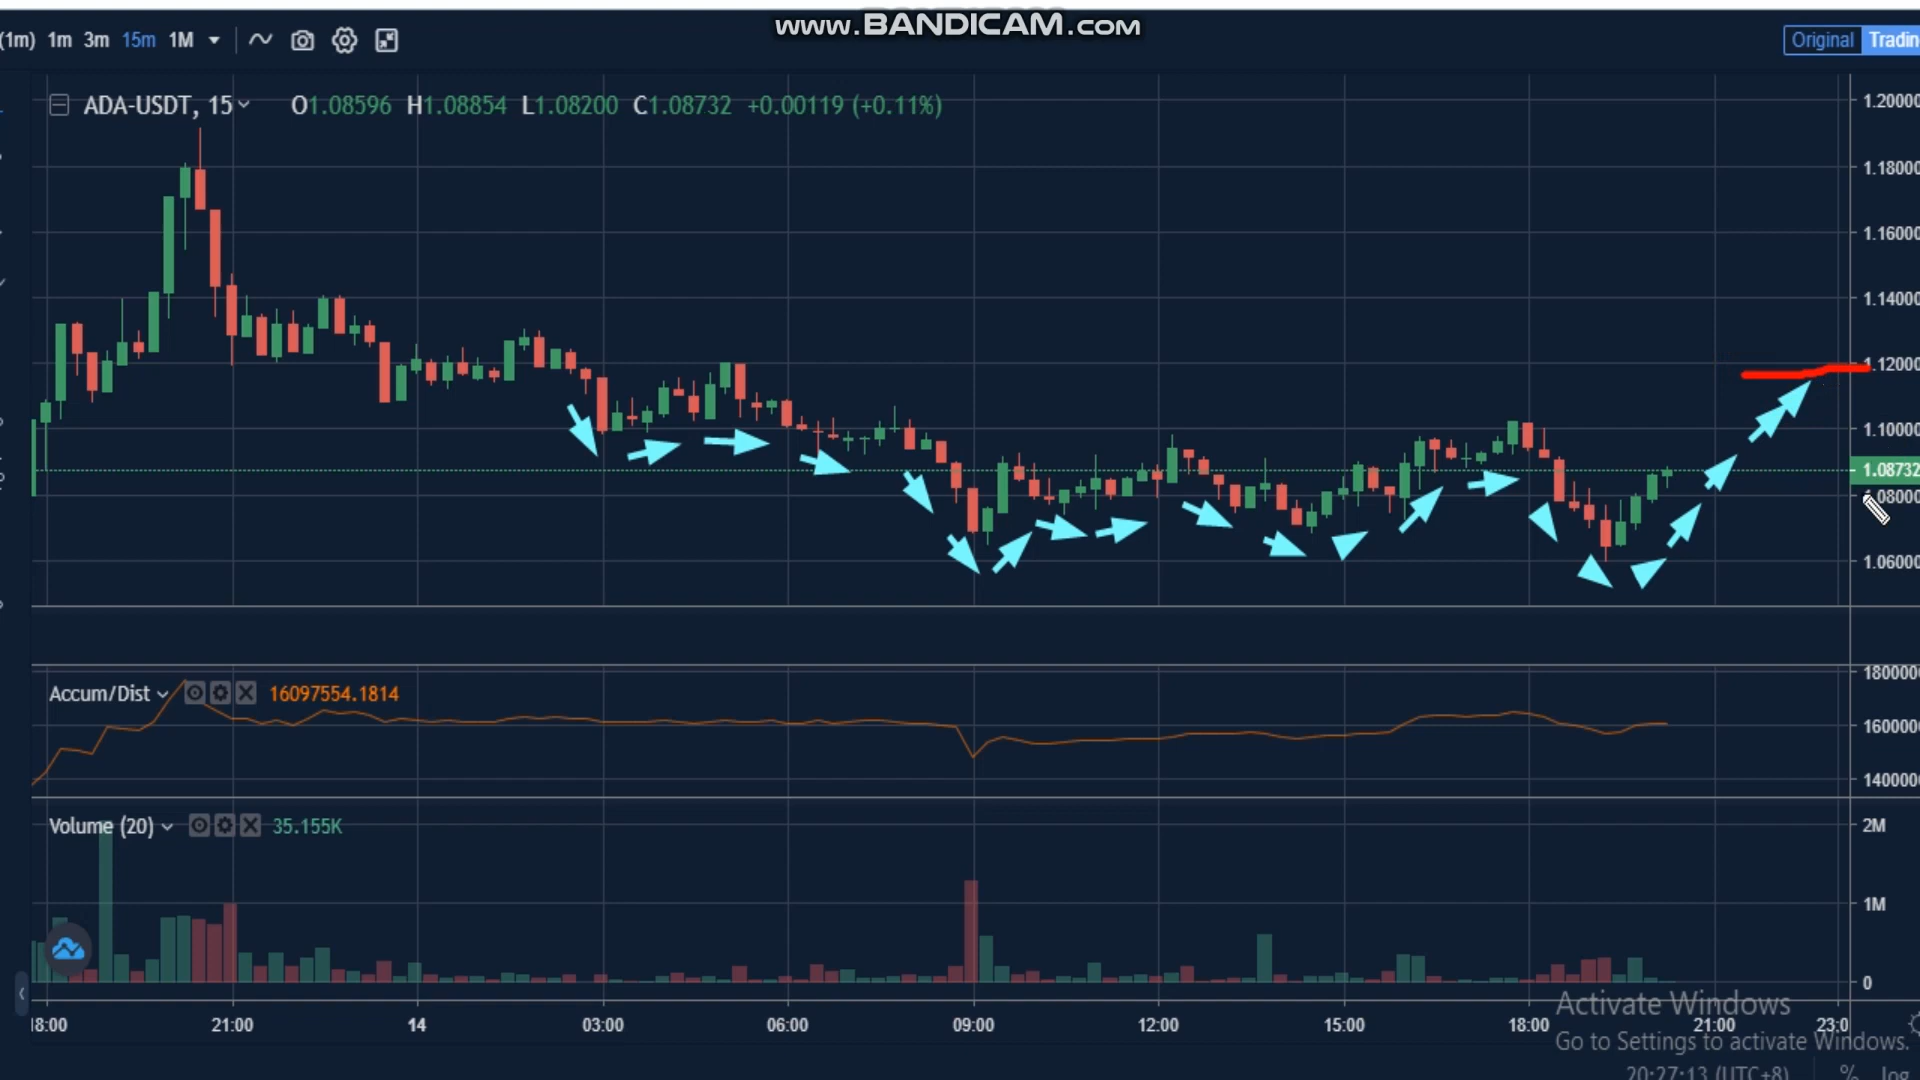 www.BANDICAM.com
(1m) 1m 3m 15m 1M
Original Tradin
ADA-USDT, 15 O1.08596 H1.08854 L1.08200 C1.08732 +0.00119 (+0.11%)
1.20000
1.18000
1.16000
1.14000
1.12000
1.10000
1.08732
1.08000
1.06000
Accum/Dist 16097554.1814
1800000
1600000
1400000
Volume (20) 35.155K
2M
1M
0
18:00 21:00 14 03:00 06:00 09:00 12:00 15:00 18:00 21:00 23:0
Activate Windows
Go to Settings to activate Windows.
20:27:13 (UTC+8) % log